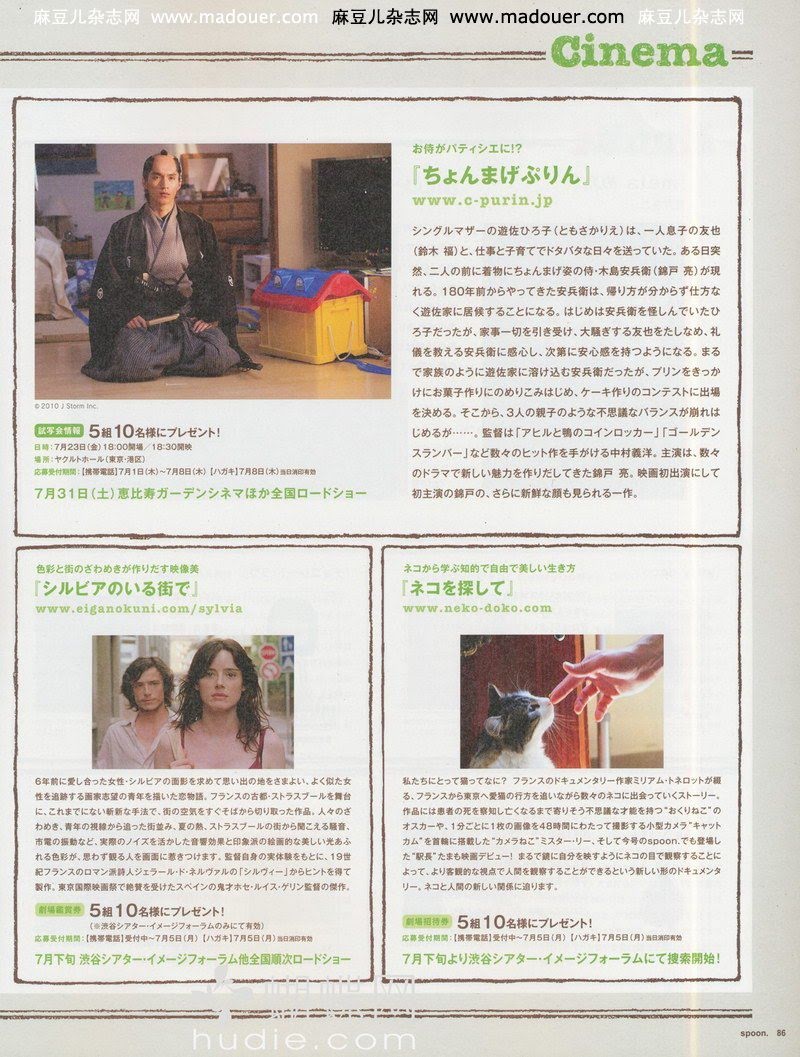 麻豆儿杂志网 www.madouer.com 麻豆儿杂志网 www.madouer.com 麻豆儿杂志网
Cinema
お侍がパティシエに!?
『ちょんまげぷりん』
www.c-purin.jp
シングルマザーの遊佐ひろ子(ともさかりえ)は、一人息子の友也
(鈴木 福)と、仕事と子育てでドタバタな日々を送っていた。ある日突
然、二人の前に着物にちょんまげ姿の侍・木島安兵衛(錦戸 亮)が現
れる。180年前からやってきた安兵衛は、帰り方が分からず仕方な
く遊佐家に居候することになる。はじめは安兵衛を怪しんでいたひ
ろ子だったが、家事一切を引き受け、大騒ぎする友也をたしなめ、礼
儀を教える安兵衛に感心し、次第に安心感を持つようになる。まる
で家族のように遊佐家に溶け込む安兵衛だったが、プリンをきっか
けにお菓子作りにのめりこみはじめ、ケーキ作りのコンテストに出場
を決める。そこから、3人の親子のような不思議なバランスが崩れは
じめるが……。監督は「アヒルと鴨のコインロッカー」「ゴールデン
スランバー」など数々のヒット作を手がける中村義洋。主演は、数々
のドラマで新しい魅力を作りだしてきた錦戸 亮。映画初出演にして
初主演の錦戸の、さらに新鮮な顔も見られる一作。
©2010 J Storm Inc.
試写会情報 5組10名様にプレゼント!
日時:7月23日(金)18:00開場/18:30開映
場所:ヤクルトホール(東京・港区)
応募受付期間:【携帯電話】7月1日(木)〜7月8日(木)【ハガキ】7月8日(木)当日消印有効
7月31日(土)恵比寿ガーデンシネマほか全国ロードショー
色彩と街のざわめきが作りだす映像美
『シルビアのいる街で』
www.eiganokuni.com/sylvia
6年前に愛し合った女性・シルビアの面影を求めて思い出の地をさまよい、よく似た女
性を追跡する画家志望の青年を描いた恋物語。フランスの古都・ストラスブールを舞台
に、これまでにない斬新な手法で、街の空気をすぐそばから切り取った作品。人々のざ
わめき、青年の視線から追った街並み、夏の熱、ストラスブールの街から聞こえる騒音、
市電の振動など、実際のノイズを活かした音響効果と印象派の絵画的な美しい光あふ
れる色彩が、思わず観る人を画面に惹きつけます。監督自身の実体験をもとに、19世
紀フランスのロマン派詩人ジェラール・ド・ネルヴァルの「シルヴィー」からヒントを得て
製作。東京国際映画祭で絶賛を受けたスペインの鬼才ホセ・ルイス・ゲリン監督の傑作。
劇場鑑賞券 5組10名様にプレゼント!
(※渋谷シアター・イメージフォーラムのみにて有効)
応募受付期間:【携帯電話】受付中〜7月5日(月)【ハガキ】7月5日(月)当日消印有効
7月下旬 渋谷シアター・イメージフォーラム他全国順次ロードショー
ネコから学ぶ知的で自由で美しい生き方
『ネコを探して』
www.neko-doko.com
私たちにとって猫ってなに? フランスのドキュメンタリー作家ミリアム・トネロットが綴
る、フランスから東京へ愛猫の行方を追いながら数々のネコに出会っていくストーリー。
作品には患者の死を察知し亡くなるまで寄りそう不思議な才能を持つ“おくりねこ”の
オスカーや、1分ごとに1枚の画像を48時間にわたって撮影する小型カメラ“キャット
カム”を首輪に搭載した“カメラねこ”ミスター・リー、そして今号のspoon.でも登場し
た“駅長”たまも映画デビュー! まるで鏡に自分を映すようにネコの目で観察することに
よって、より客観的な視点で人間を観察することができるという新しい形のドキュメンタ
リー。ネコと人間の新しい関係に迫ります。
劇場招待券 5組10名様にプレゼント!
応募受付期間:【携帯電話】受付中〜7月5日(月)【ハガキ】7月5日(月)当日消印有効
7月下旬より渋谷シアター・イメージフォーラムにて捜索開始!
蝴蝶网
hudie.com
spoon. 86